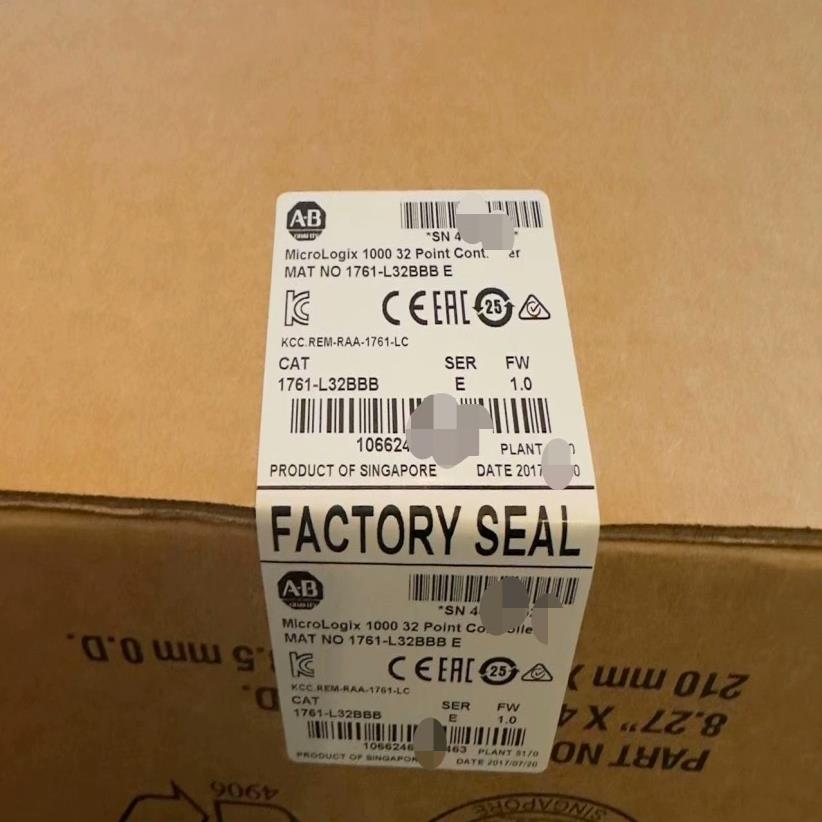 A-B
QUALITY
*SN 4
MicroLogix 1000 32 Point
MAT NO 1761-L32BBB E
CE EAC 25
KCC.REM-RAA-1761-LC
CAT SER FW
1761-L32BBB E 1.0
106624
PLANT
PRODUCT OF SINGAPORE DATE 2017
FACTORY SEAL
A-B
QUALITY
*SN 4
MicroLogix 1000 32 Point
MAT NO 1761-L32BBB E
CE EAC 25
KCC.REM-RAA-1761-LC
CAT SER FW
1761-L32BBB E 1.0
1066246 463 PLANT 5170
PRODUCT OF SINGAPORE DATE 2017/07/20
.5 mm O.D.
210 mm X
8.27" X 4
PART NO
4906
SINGAPORE